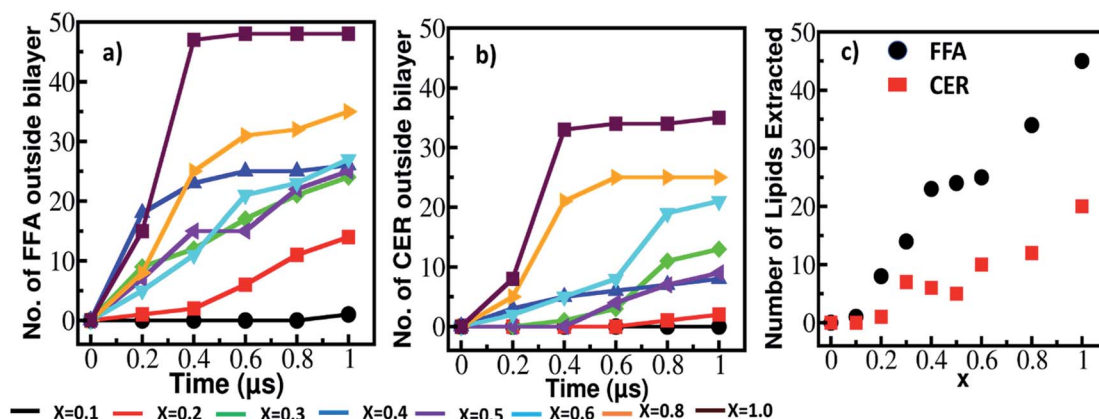 a)
No. of FFA outside bilayer
50
40
30
20
10
0
0 0.2 0.4 0.6 0.8 1
Time (μs)
b)
No. of CER outside bilayer
50
40
30
20
10
0
0 0.2 0.4 0.6 0.8 1
Time (μs)
c)
FFA
CER
Number of Lipids Extracted
50
40
30
20
10
0
0 0.2 0.4 0.6 0.8 1
x
X=0.1 X=0.2 X=0.3 X=0.4 X=0.5 X=0.6 X=0.8 X=1.0